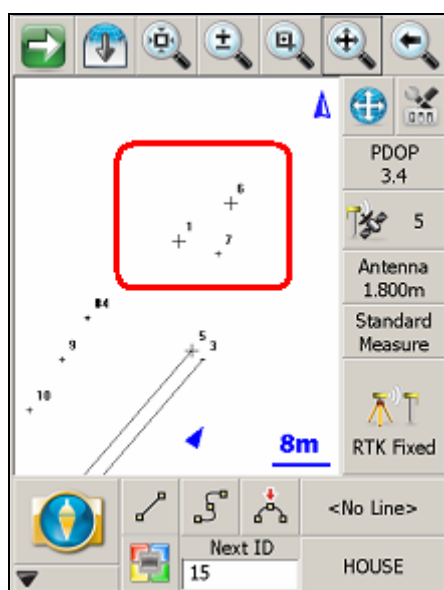 PDOP
3.4
6
1
7
5
Antenna
1.800m
84
Standard
Measure
9
5
3
10
8m
RTK Fixed
<No Line>
Next ID
15
HOUSE